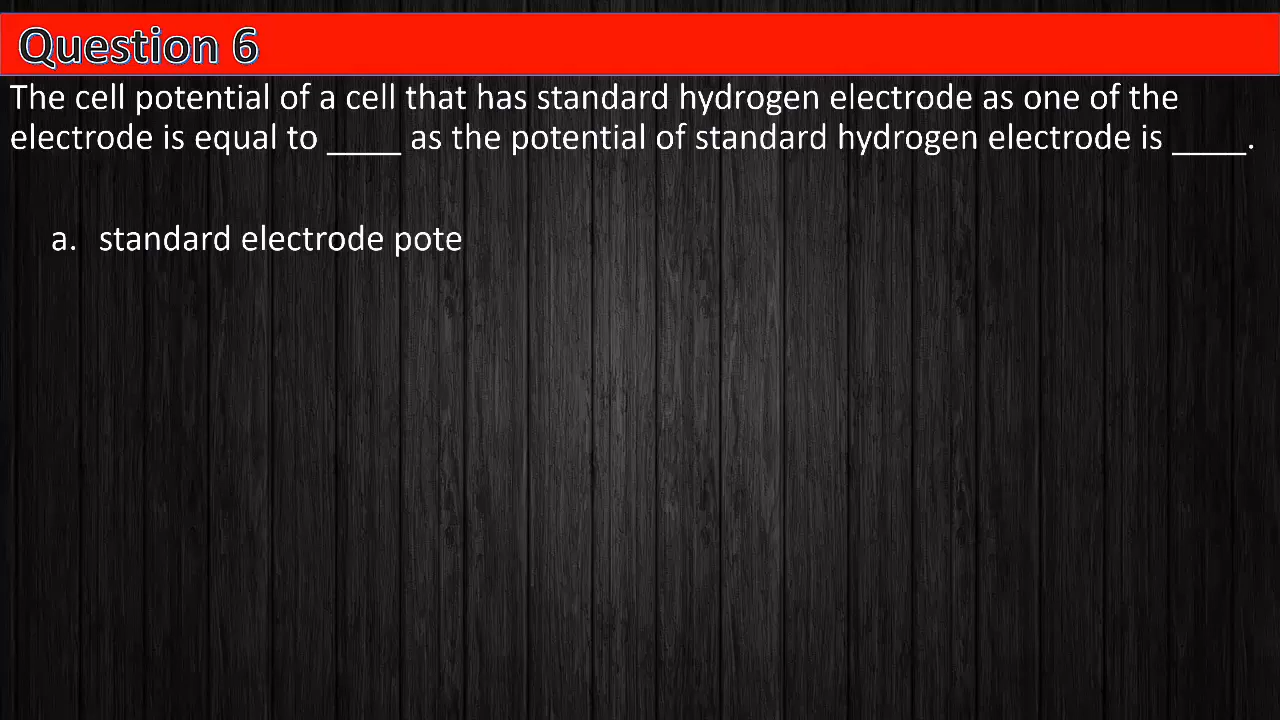 Question 6
The cell potential of a cell that has standard hydrogen electrode as one of the
electrode is equal to ____ as the potential of standard hydrogen electrode is ____.
a. standard electrode pote